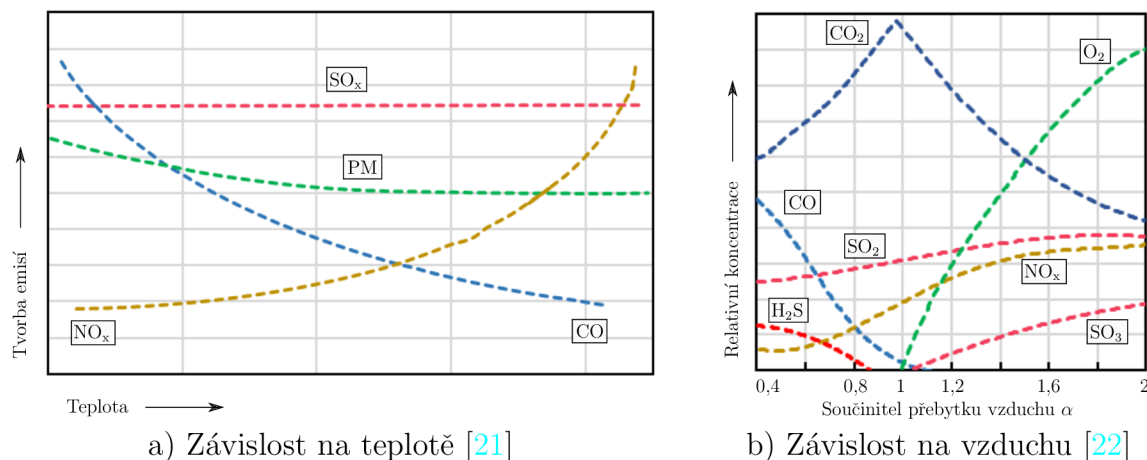 Tvorba emisí
SOₓ
PM
NOₓ
CO
Teplota
a) Závislost na teplotě [21]
Relativní koncentrace
CO₂
O₂
CO
SO₂
NOₓ
H₂S
SO₃
0,4 0,8 1 1,2 1,6 2
Součinitel přebytku vzduchu α
b) Závislost na vzduchu [22]